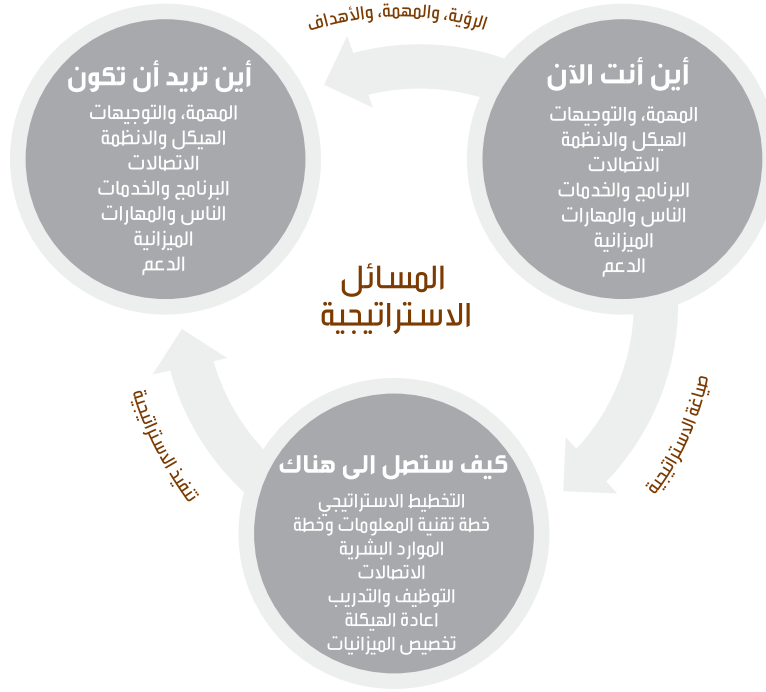 الرؤية، والمهمة، والأهداف
أين أنت الآن
المهمة، والتوجيهات
الهيكل والانظمة
الاتصالات
البرنامج والخدمات
الناس والمهارات
الميزانية
الدعم
أين تريد أن تكون
المهمة، والتوجيهات
الهيكل والانظمة
الاتصالات
البرنامج والخدمات
الناس والمهارات
الميزانية
الدعم
المسائل
الاستراتيجية
صياغة الاستراتيجية
تنفيذ الاستراتيجية
كيف ستصل الى هناك
التخطيط الاستراتيجي
خطة تقنية المعلومات وخطة
الموارد البشرية
الاتصالات
التوظيف والتدريب
اعادة الهيكلة
تخصيص الميزانيات